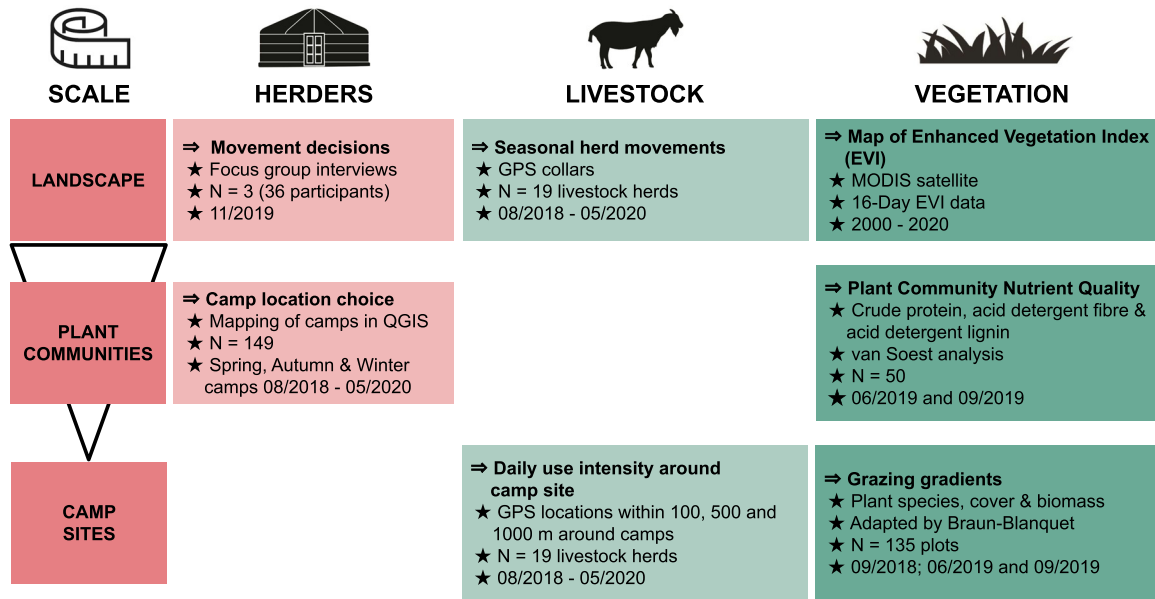 SCALE
HERDERS
LIVESTOCK
VEGETATION
LANDSCAPE
⇒ Movement decisions
★ Focus group interviews
★ N = 3 (36 participants)
★ 11/2019
⇒ Seasonal herd movements
★ GPS collars
★ N = 19 livestock herds
★ 08/2018 - 05/2020
⇒ Map of Enhanced Vegetation Index
(EVI)
★ MODIS satellite
★ 16-Day EVI data
★ 2000 - 2020
PLANT
COMMUNITIES
⇒ Camp location choice
★ Mapping of camps in QGIS
★ N = 149
★ Spring, Autumn & Winter
camps 08/2018 - 05/2020
⇒ Plant Community Nutrient Quality
★ Crude protein, acid detergent fibre &
acid detergent lignin
★ van Soest analysis
★ N = 50
★ 06/2019 and 09/2019
CAMP
SITES
⇒ Daily use intensity around
camp site
★ GPS locations within 100, 500 and
1000 m around camps
★ N = 19 livestock herds
★ 08/2018 - 05/2020
⇒ Grazing gradients
★ Plant species, cover & biomass
★ Adapted by Braun-Blanquet
★ N = 135 plots
★ 09/2018; 06/2019 and 09/2019